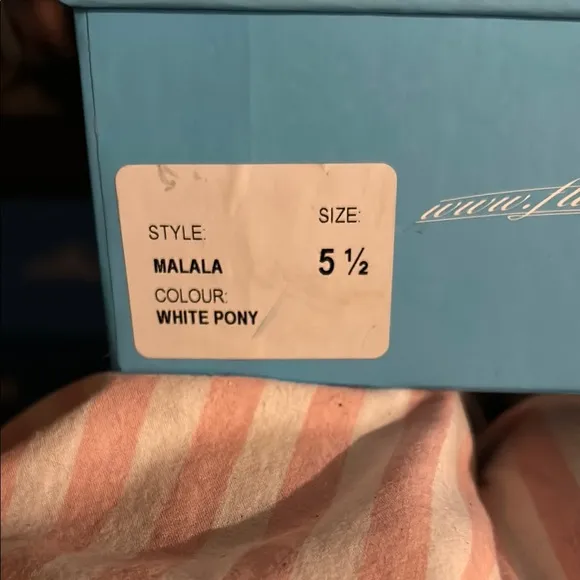 SIZE:
STYLE:
MALALA
5 ½
COLOUR:
WHITE PONY